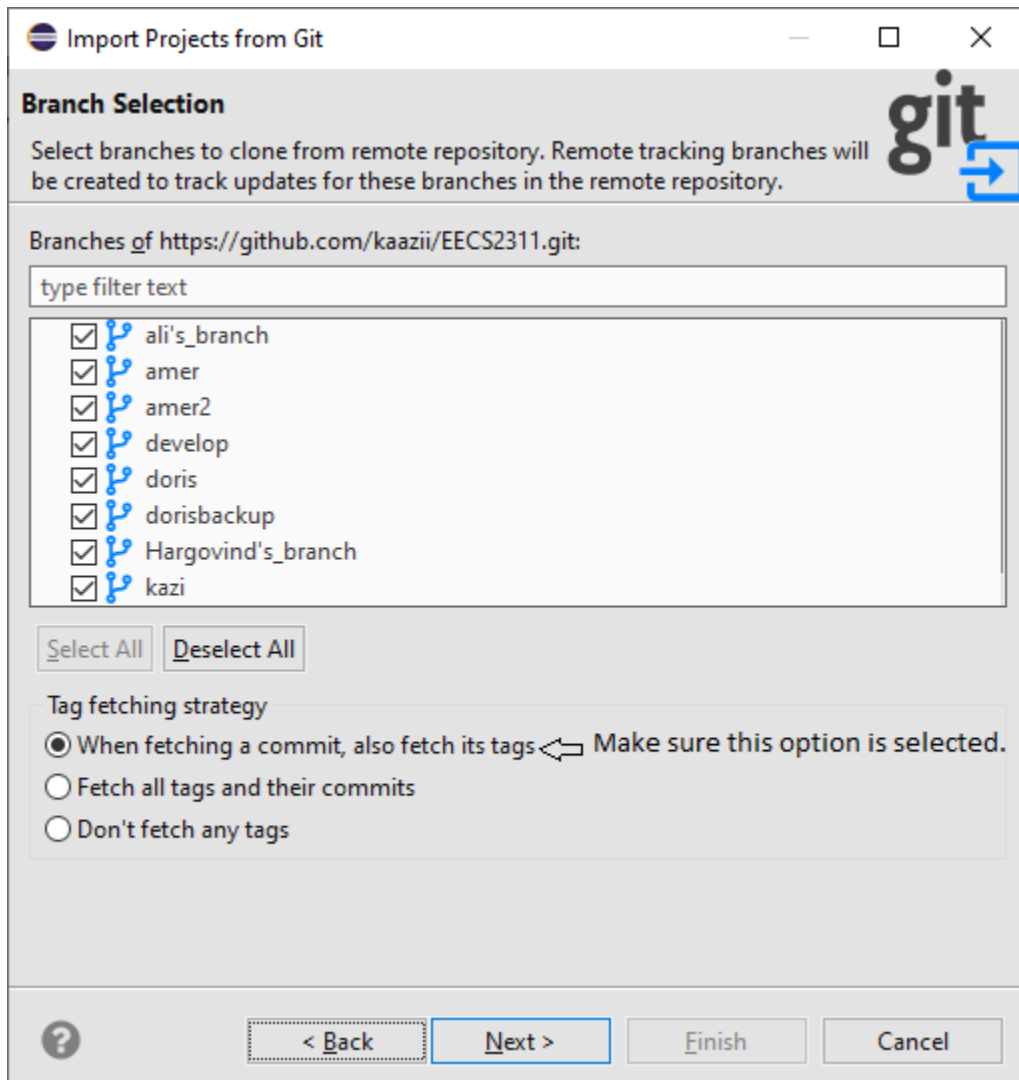 Import Projects from Git
Branch Selection
git
Select branches to clone from remote repository. Remote tracking branches will
be created to track updates for these branches in the remote repository.
Branches of https://github.com/kaazii/EECS2311.git:
type filter text
ali's_branch
amer
amer2
develop
doris
dorisbackup
Hargovind's_branch
kazi
Select All
Deselect All
Tag fetching strategy
When fetching a commit, also fetch its tags Make sure this option is selected.
Fetch all tags and their commits
Don't fetch any tags
?
< Back
Next >
Finish
Cancel